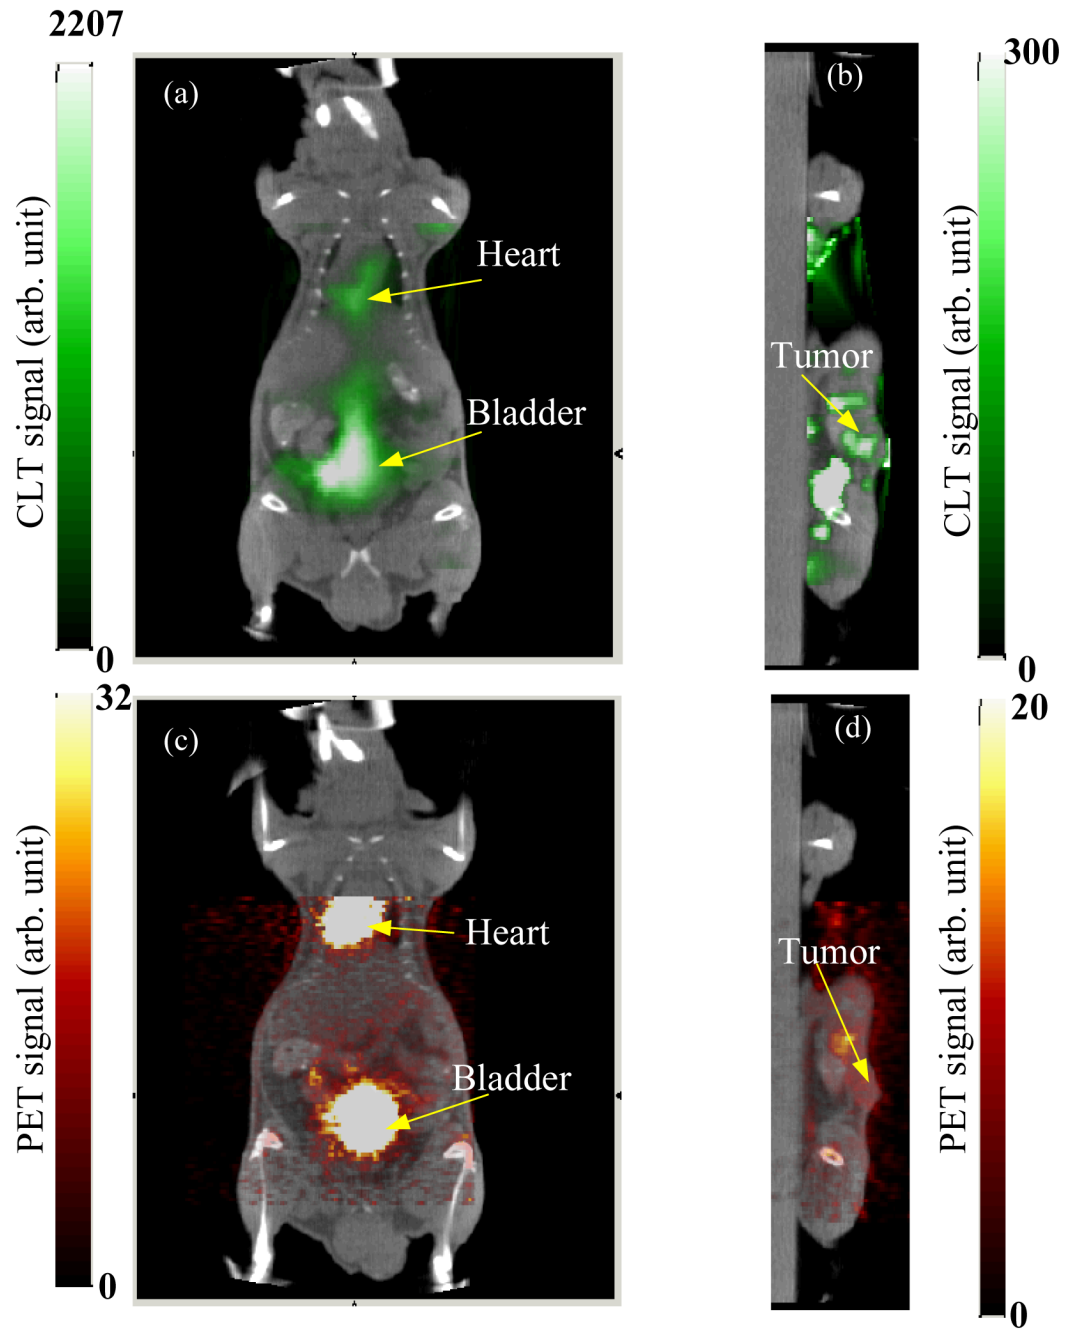 2207
(a)
Heart
Bladder
CLT signal (arb. unit)
0
300
(b)
Tumor
CLT signal (arb. unit)
0
32
(c)
Heart
Bladder
PET signal (arb. unit)
0
20
(d)
Tumor
PET signal (arb. unit)
0